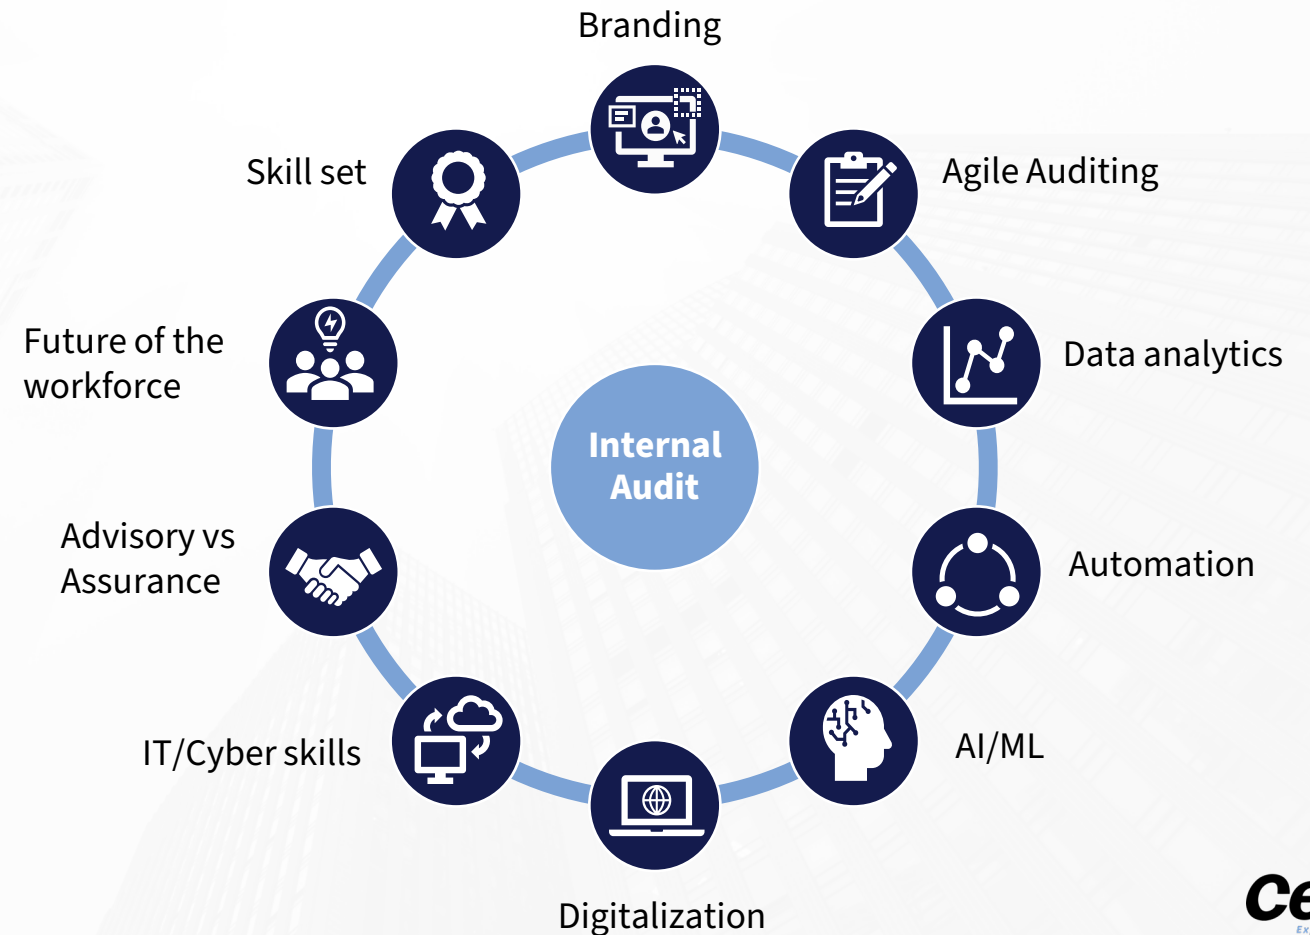 Branding
Skill set
Agile Auditing
Future of the
workforce
Data analytics
Internal
Audit
Advisory vs
Assurance
Automation
IT/Cyber skills
AI/ML
Digitalization